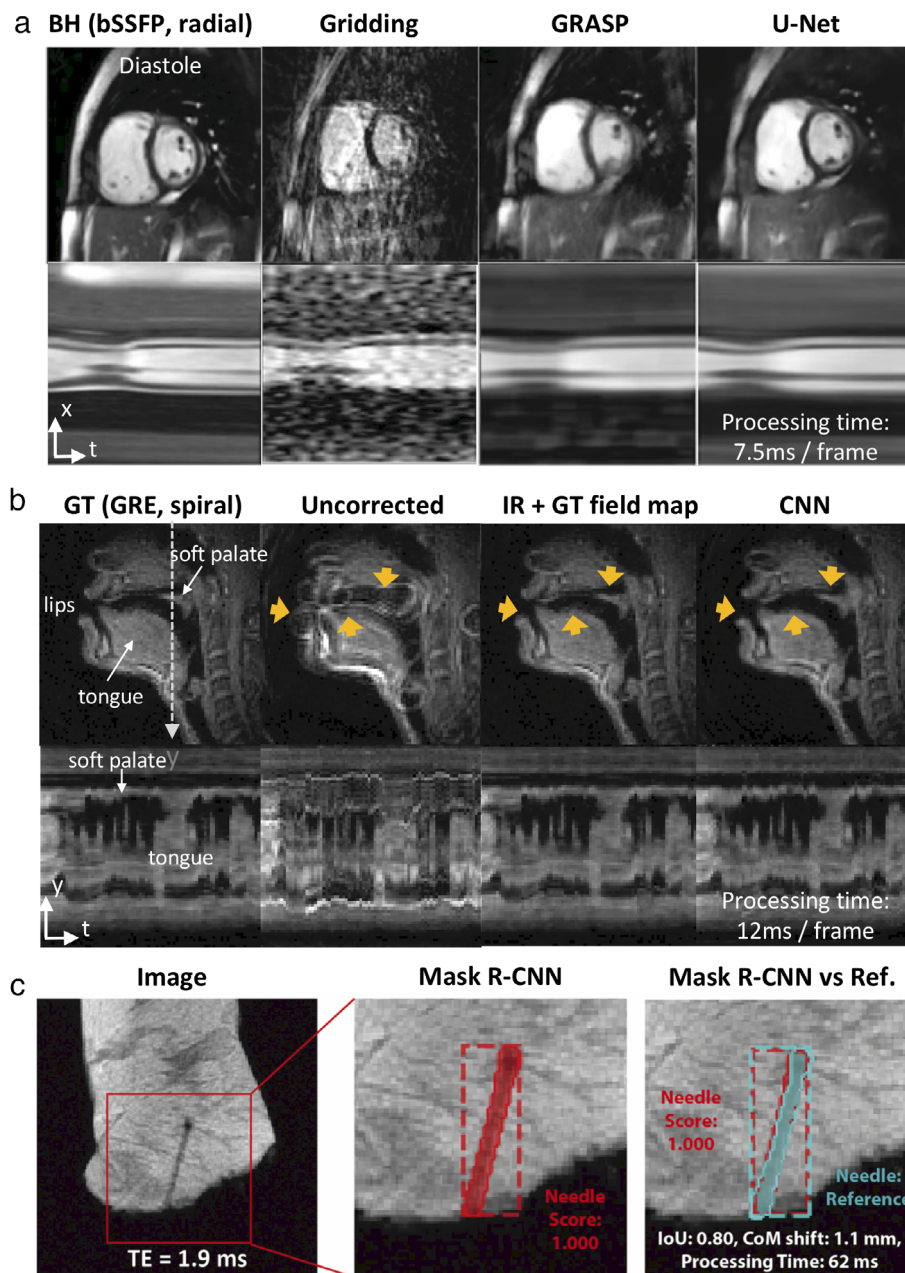 a
BH (bSSFP, radial)
Gridding
GRASP
U-Net
Diastole
x
t
Processing time:
7.5ms / frame
b
GT (GRE, spiral)
Uncorrected
IR + GT field map
CNN
soft palate
lips
tongue
y
soft palate
tongue
y
t
Processing time:
12ms / frame
c
Image
Mask R-CNN
Mask R-CNN vs Ref.
TE = 1.9 ms
Needle
Score:
1.000
Needle
Score:
1.000
Needle:
Reference
IoU: 0.80, CoM shift: 1.1 mm,
Processing Time: 62 ms